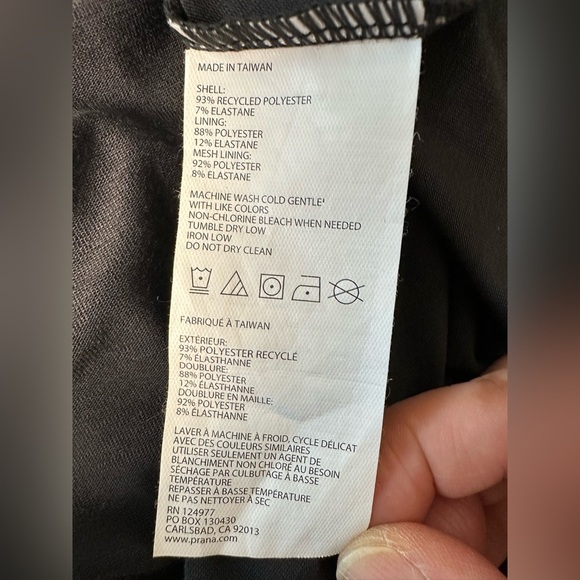 MADE IN TAIWAN
SHELL:
93% RECYCLED POLYESTER
7% ELASTANE
LINING:
88% POLYESTER
12% ELASTANE
MESH LINING:
92% POLYESTER
8% ELASTANE
MACHINE WASH COLD GENTLE
WITH LIKE COLORS
NON-CHLORINE BLEACH WHEN NEEDED
TUMBLE DRY LOW
IRON LOW
DO NOT DRY CLEAN
FABRIQUÉ À TAIWAN
EXTÉRIEUR:
93% POLYESTER RECYCLÉ
7% ÉLASTHANNE
DOUBLURE:
88% POLYESTER
12% ÉLASTHANNE
DOUBLURE EN MAILLE:
92% POLYESTER
8% ÉLASTHANNE
LAVER À MACHINE À FROID, CYCLE DÉLICAT
AVEC DES COULEURS SIMILAIRES
UTILISER SEULEMENT UN AGENT DE
BLANCHIMENT NON CHLORÉ AU BESOIN
SÉCHAGE PAR CULBUTAGE À BASSE
TEMPÉRATURE
REPASSER À BASSE TEMPÉRATURE
NE PAS NETTOYER À SEC
RN 124977
PO BOX 130430
CARLSBAD, CA 92013
www.prana.com